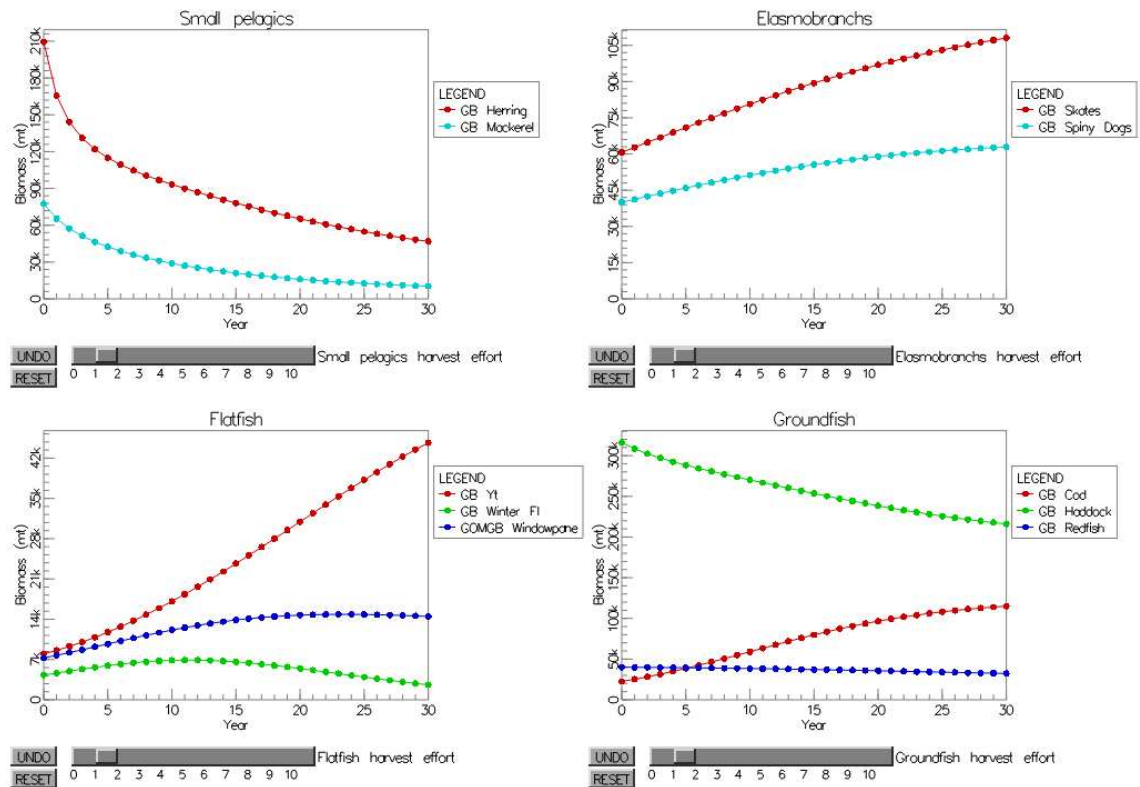 Small pelagics
210k
180k
150k
120k
90k
60k
30k
0
Biomass (mt)
0 5 10 15 20 25 30
Year
LEGEND
GB Herring
GB Mackerel
UNDO
RESET
0 1 2 3 4 5 6 7 8 9 10
Small pelagics harvest effort
Elasmobranchs
105k
90k
75k
60k
45k
30k
15k
0
Biomass (mt)
0 5 10 15 20 25 30
Year
LEGEND
GB Skates
GB Spiny Dogs
UNDO
RESET
0 1 2 3 4 5 6 7 8 9 10
Elasmobranchs harvest effort
Flatfish
42k
35k
28k
21k
14k
7k
0
Biomass (mt)
0 5 10 15 20 25 30
Year
LEGEND
GB Yt
GB Winter Fl
GOMGB Windowpane
UNDO
RESET
0 1 2 3 4 5 6 7 8 9 10
Flatfish harvest effort
Groundfish
300k
250k
200k
150k
100k
50k
0
Biomass (mt)
0 5 10 15 20 25 30
Year
LEGEND
GB Cod
GB Haddock
GB Redfish
UNDO
RESET
0 1 2 3 4 5 6 7 8 9 10
Groundfish harvest effort